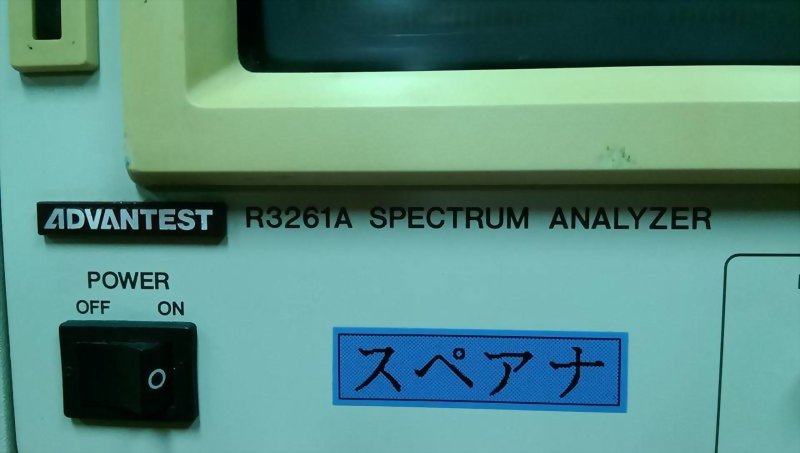 ADVANTEST R3261A SPECTRUM ANALYZER
POWER
OFF ON
スペアナ